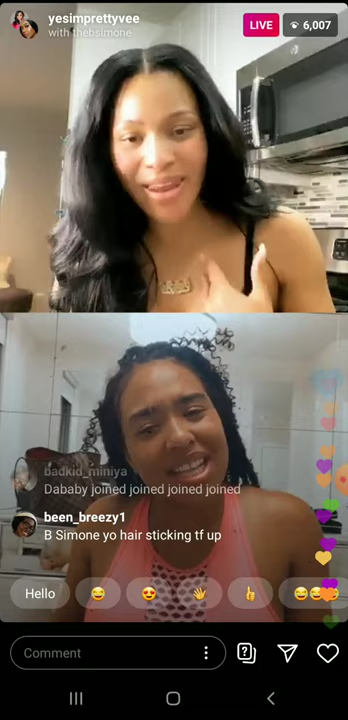 yesimprettyvee
with thebsimone
LIVE
6,007
badkid_miniya
Dababy joined joined joined joined
been_breezy1
B Simone yo hair sticking tf up
Hello
Comment